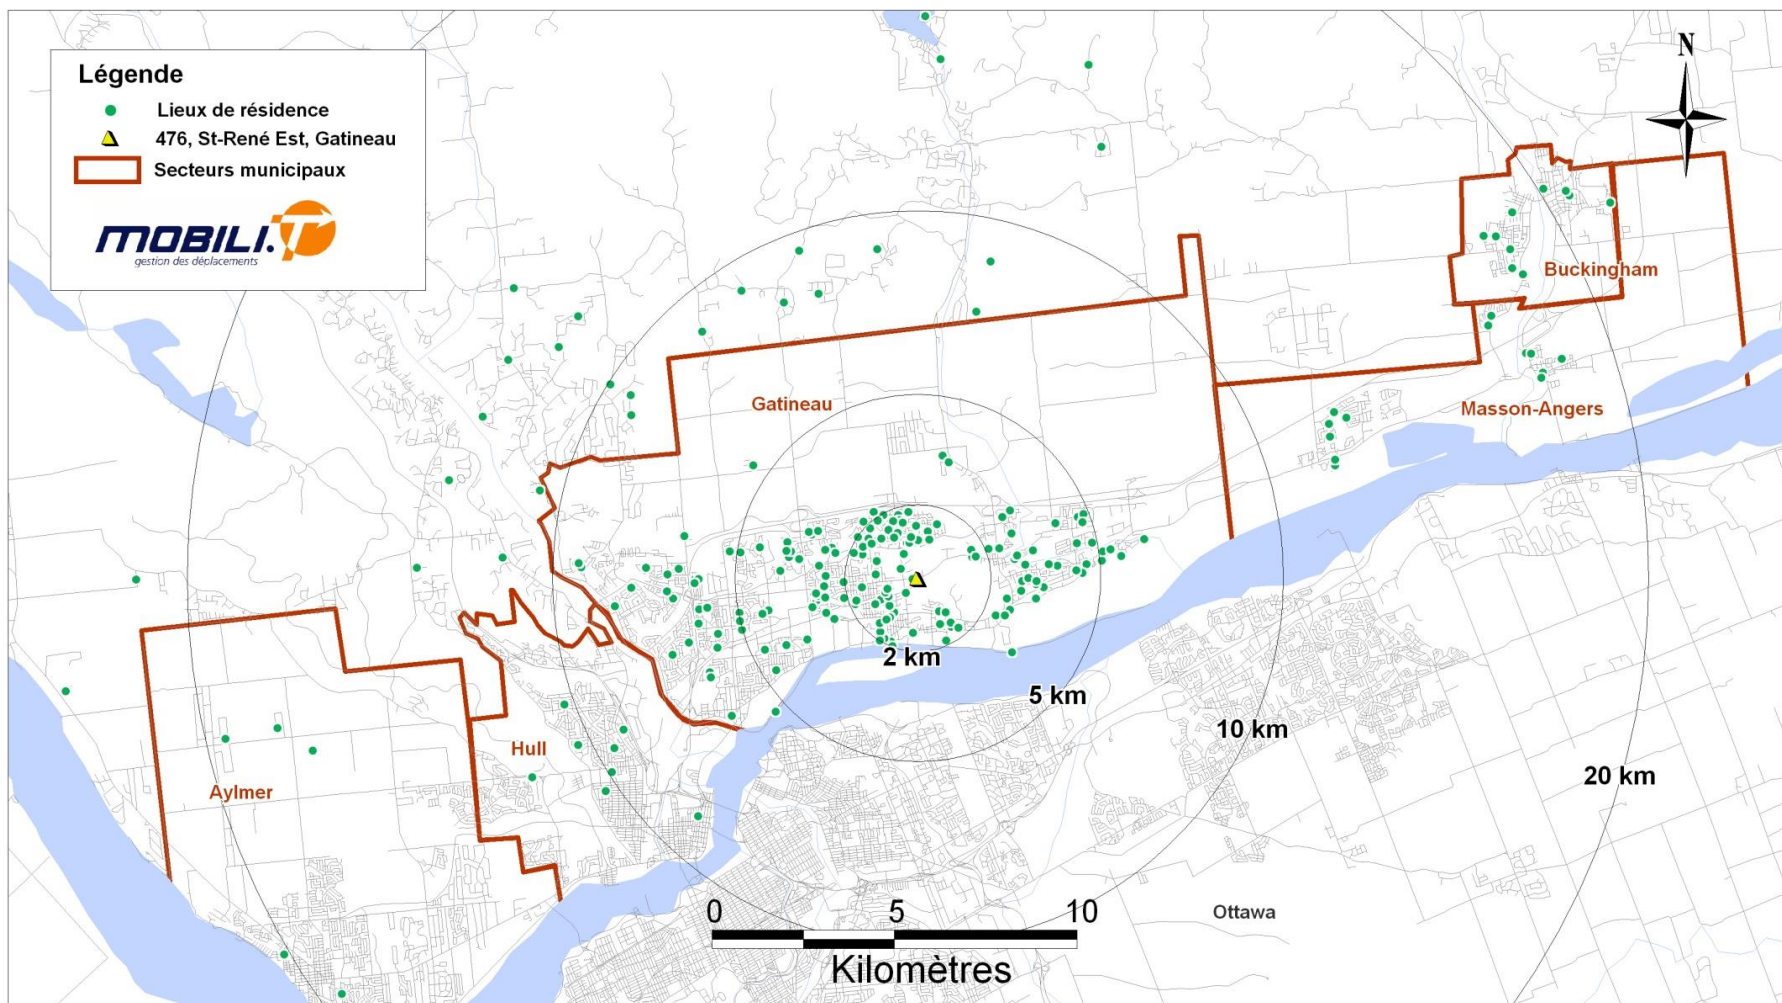 Légende
Lieux de résidence
476, St-René Est, Gatineau
Secteurs municipaux
MOBILI.T
gestion des déplacements
N
Buckingham
Gatineau
Masson-Angers
2 km
5 km
10 km
Hull
20 km
Aylmer
0 5 10
Ottawa
Kilomètres